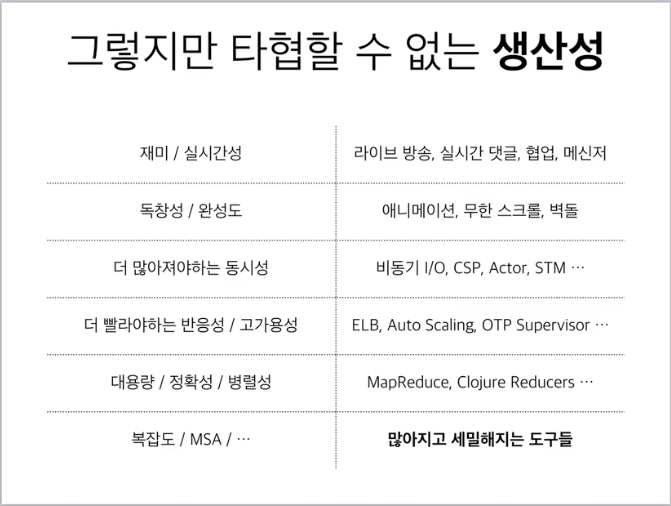 그렇지만 타협할 수 없는 생산성
재미 / 실시간성
라이브 방송, 실시간 댓글, 협업, 메신저
독창성 / 완성도
애니메이션, 무한 스크롤, 벽돌
더 많아져야하는 동시성
비동기 I/O, CSP, Actor, STM ⋯
더 빨라야하는 반응성 / 고가용성
ELB, Auto Scaling, OTP Supervisor ⋯
대용량 / 정확성 / 병렬성
MapReduce, Clojure Reducers ⋯
복잡도 / MSA / ⋯
많아지고 세밀해지는 도구들